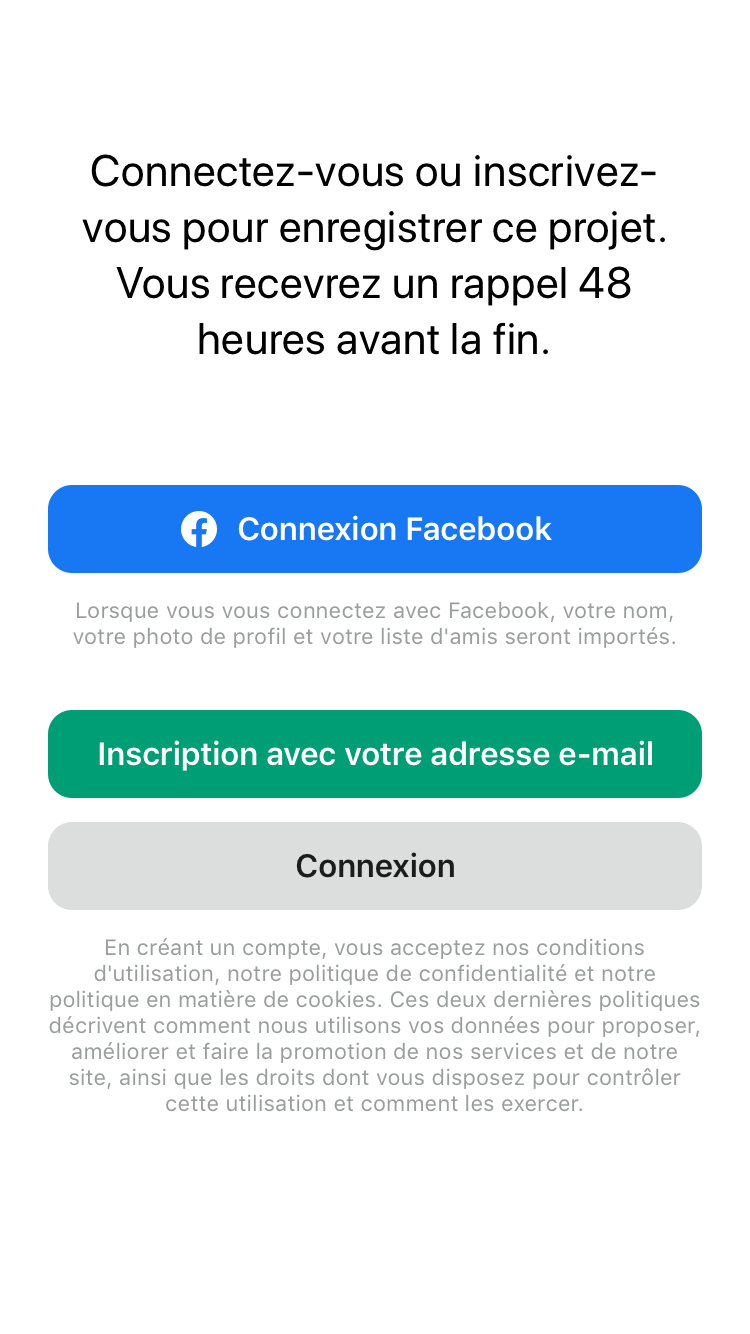 Connectez-vous ou inscrivez-
vous pour enregistrer ce projet.
Vous recevrez un rappel 48
heures avant la fin.
Connexion Facebook
Lorsque vous vous connectez avec Facebook, votre nom,
votre photo de profil et votre liste d'amis seront importés.
Inscription avec votre adresse e-mail
Connexion
En créant un compte, vous acceptez nos conditions
d'utilisation, notre politique de confidentialité et notre
politique en matière de cookies. Ces deux dernières politiques
décrivent comment nous utilisons vos données pour proposer,
améliorer et faire la promotion de nos services et de notre
site, ainsi que les droits dont vous disposez pour contrôler
cette utilisation et comment les exercer.